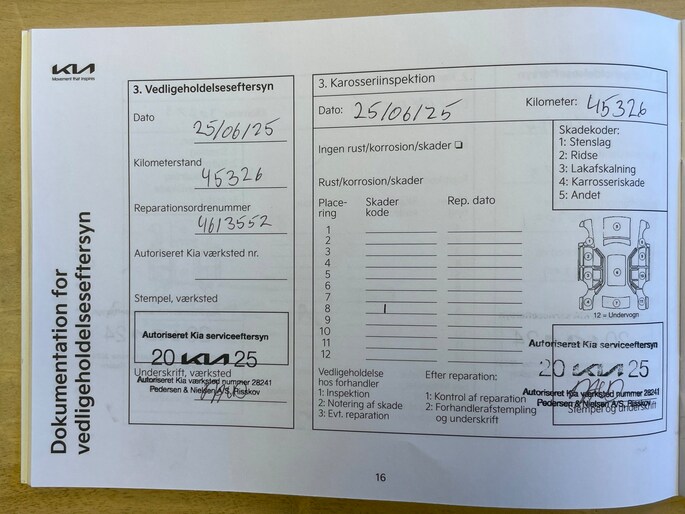 KIA
Movement that inspires
Dokumentation for
vedligeholdelseseftersyn
3. Vedligeholdelseseftersyn
Dato
25/06/25
Kilometerstand
45326
Reparationsordrenummer
4613552
Autoriseret Kia værksted nr.
Stempel, værksted
Autoriseret Kia serviceeftersyn
20 KIA 25
Underskrift, værksted
Autoriseret Kia værksted nummer 28241
Pedersen & Nielsen A/S, Risskov
3. Karosseriinspektion
Dato: 25/06/25 Kilometer: 45326
Ingen rust/korrosion/skader ❑
Rust/korrosion/skader
Place-
ring
Skader
kode
Rep. dato
1
2
3
4
5
6
7
8 1
9
10
11
12
Skadekoder:
1: Stenslag
2: Ridse
3: Lakafskalning
4: Karrosseriskade
5: Andet
12 = Undervogn
Vedligeholdelse
hos forhandler
1: Inspektion
2: Notering af skade
3: Evt. reparation
Efter reparation:
1: Kontrol af reparation
2: Forhandlerafstempling
og underskrift
Autoriseret Kia serviceeftersyn
20 KIA 25
Autoriseret Kia værksted nummer 28241
Pedersen & Nielsen A/S, Risskov
Stempel og underskrift
16